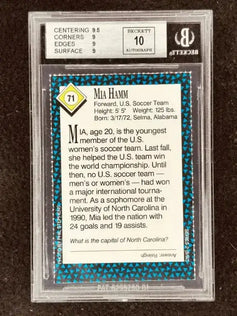 CENTERING 9.5
CORNERS 9
EDGES 9
SURFACE 9
BECKETT
10
AUTOGRAPH
BECKETT
71
MIA HAMM
Forward, U.S. Soccer Team
Height: 5' 5" Weight: 125 lbs.
Born: 3/17/72, Selma, Alabama
MIA, age 20, is the youngest
member of the U.S.
women's soccer team. Last fall,
she helped the U.S. team win
the world championship. Until
then, no U.S. soccer team —
men's or women's — had won
a major international tourna-
ment. As a sophomore at the
University of North Carolina in
1990, Mia led the nation with
24 goals and 19 assists.
What is the capital of North Carolina?
Answer: Raleigh